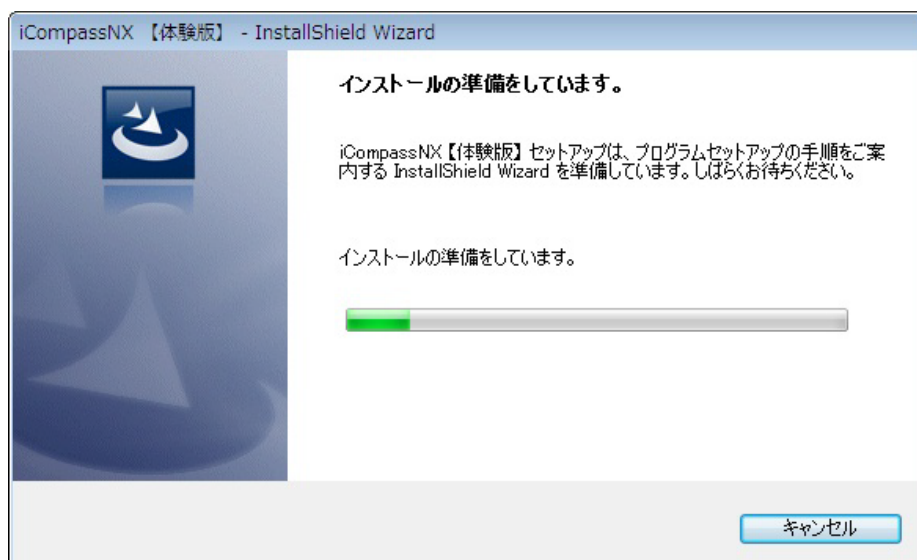 iCompassNX 【体験版】 - InstallShield Wizard
インストールの準備をしています。
iCompassNX【体験版】セットアップは、プログラムセットアップの手順をご案
内する InstallShield Wizard を準備しています。しばらくお待ちください。
インストールの準備をしています。
キャンセル